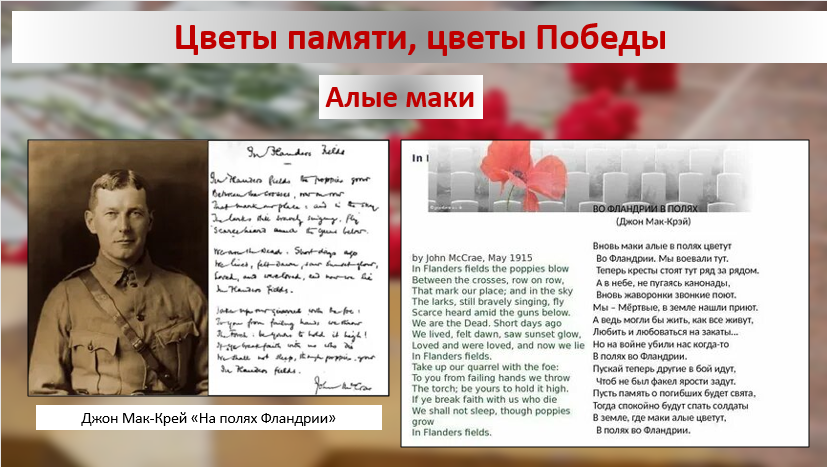 Цветы памяти, цветы Победы
Алые маки
In Flanders Fields
In Flanders fields the poppies grow
Between the crosses, row on row
That mark our place: and in the sky
The larks still bravely singing, fly
Scarce heard amid the guns below.
We are the Dead. Short days ago
We lived, felt dawn, saw sunset glow,
Loved, and were loved, and now we lie
In Flanders fields.
Take up our quarrel with the foe:
To you from failing hands we throw
The torch: be yours to hold it high!
If ye break faith with us who die
We shall not sleep, though poppies grow
In Flanders fields.
John McCrae
Джон Мак-Крей «На полях Фландрии»
In
ВО ФЛАНДРИИ В ПОЛЯХ
(Джон Мак-Крэй)
by John McCrae, May 1915
In Flanders fields the poppies blow
Between the crosses, row on row,
That mark our place; and in the sky
The larks, still bravely singing, fly
Scarce heard amid the guns below.
We are the Dead. Short days ago
We lived, felt dawn, saw sunset glow,
Loved and were loved, and now we lie
In Flanders fields.
Take up our quarrel with the foe:
To you from failing hands we throw
The torch; be yours to hold it high.
If ye break faith with us who die
We shall not sleep, though poppies
grow
In Flanders fields.
Вновь маки алые в полях цветут
Во Фландрии. Мы воевали тут.
Теперь кресты стоят тут ряд за рядом.
А в небе, не пугаясь канонады,
Вновь жаворонки звонкие поют.
Мы – Мёртвые, в земле нашли приют.
А ведь могли бы жить, как все живут,
Любить и любоваться на закаты...
Но на войне убили нас когда-то
В полях во Фландрии.
Пускай теперь другие в бой идут,
Чтоб не был факел ярости задут.
Пусть память о погибших будет свята,
Тогда спокойно будут спать солдаты
В земле, где маки алые цветут,
В полях во Фландрии.